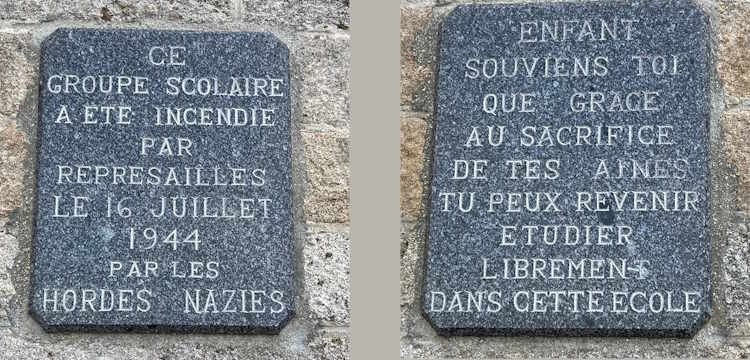 CE
GROUPE SCOLAIRE
A ETE INCENDIE
PAR
REPRESAILLES
LE 16 JUILLET
1944
PAR LES
HORDES NAZIES
ENFANT
SOUVIENS TOI
QUE GRACE
AU SACRIFICE
DE TES AINES
TU PEUX REVENIR
ETUDIER
LIBREMENT
DANS CETTE ECOLE